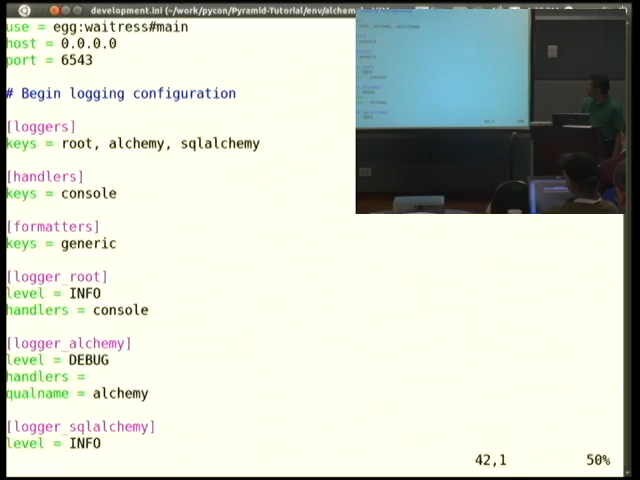 development.ini (~/work/pycon/Pyramid-Tutorial/env/alchem
use = egg:waitress#main
host = 0.0.0.0
port = 6543
# Begin logging configuration
[loggers]
keys = root, alchemy, sqlalchemy
[handlers]
keys = console
[formatters]
keys = generic
[logger_root]
level = INFO
handlers = console
[logger_alchemy]
level = DEBUG
handlers =
qualname = alchemy
[logger_sqlalchemy]
level = INFO
42,1 50%